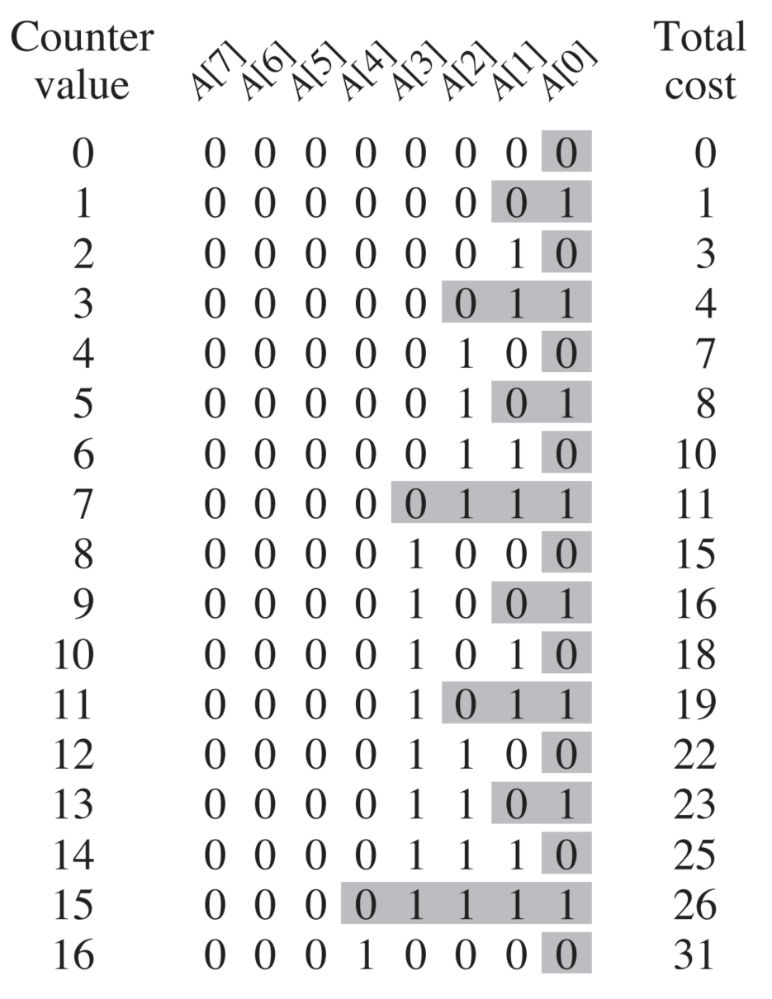 Counter value A[7] A[6] A[5] A[4] A[3] A[2] A[1] A[0] Total cost
0 0 0 0 0 0 0 0 0 0
1 0 0 0 0 0 0 0 1 1
2 0 0 0 0 0 0 1 0 3
3 0 0 0 0 0 0 1 1 4
4 0 0 0 0 0 1 0 0 7
5 0 0 0 0 0 1 0 1 8
6 0 0 0 0 0 1 1 0 10
7 0 0 0 0 0 1 1 1 11
8 0 0 0 0 1 0 0 0 15
9 0 0 0 0 1 0 0 1 16
10 0 0 0 0 1 0 1 0 18
11 0 0 0 0 1 0 1 1 19
12 0 0 0 0 1 1 0 0 22
13 0 0 0 0 1 1 0 1 23
14 0 0 0 0 1 1 1 0 25
15 0 0 0 0 1 1 1 1 26
16 0 0 0 1 0 0 0 0 31